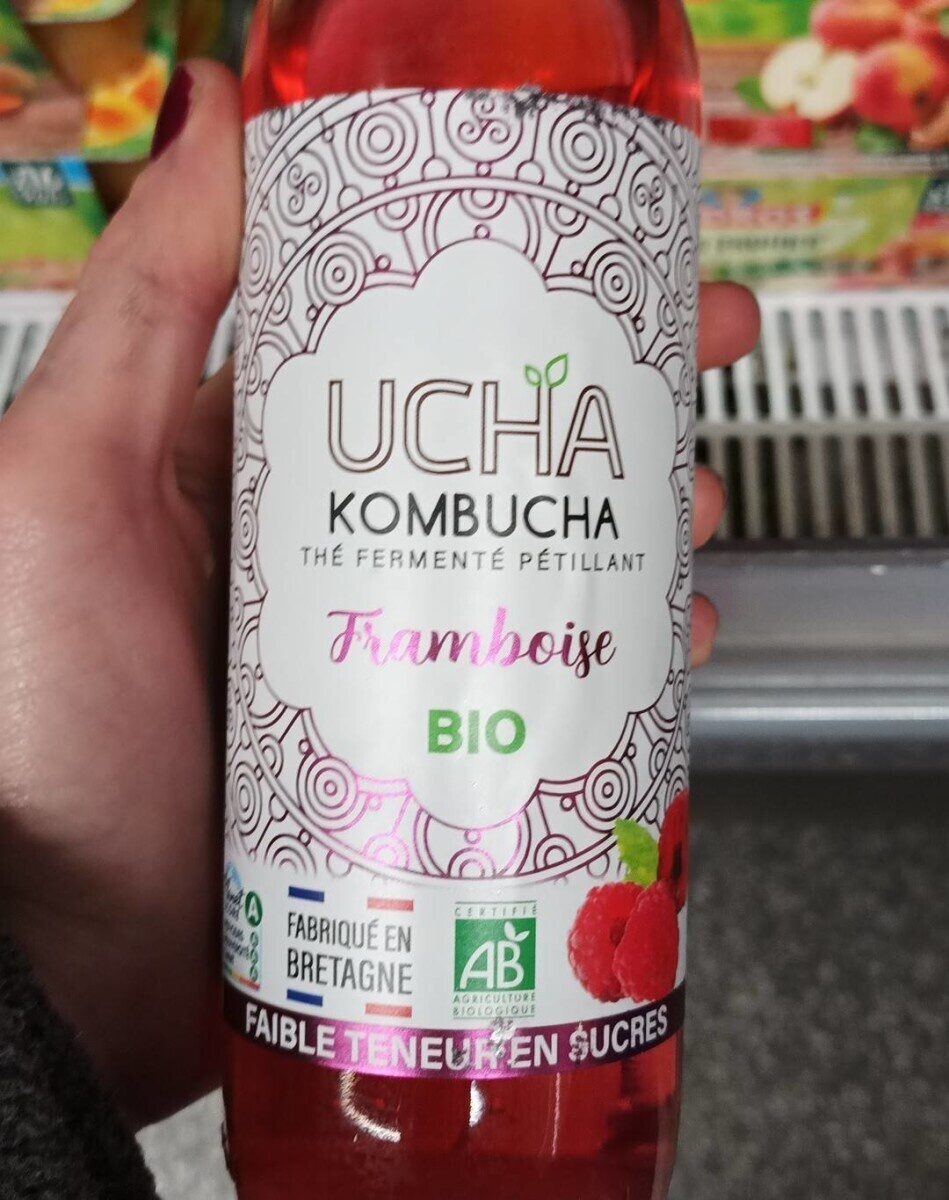 UCHA
KOMBUCHA
THÉ FERMENTÉ PÉTILLANT
Framboise
BIO
A
FABRIQUÉ EN
BRETAGNE
CERTIFIÉ
AB
AGRICULTURE
BIOLOGIQUE
FAIBLE TENEUR EN SUCRES